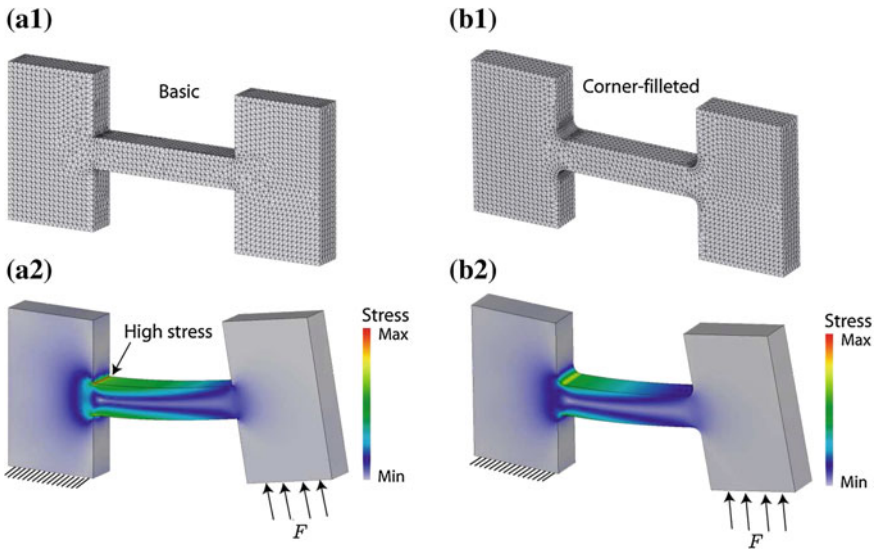 (a1)
Basic
(b1)
Corner-filleted
(a2)
High stress
Stress
Max
Min
F
(b2)
Stress
Max
Min
F